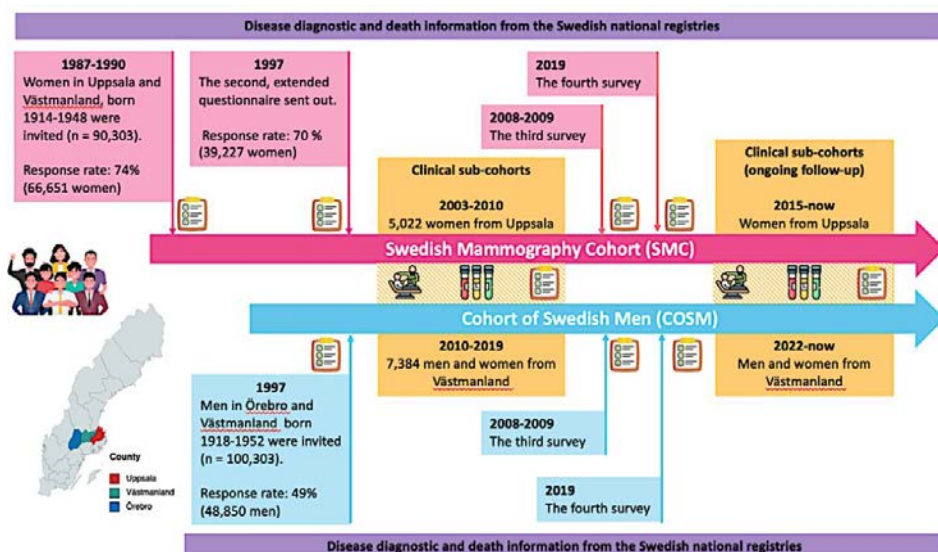 Disease diagnostic and death information from the Swedish national registries
1987-1990
Women in Uppsala and
Västmanland, born
1914-1948 were
invited (n = 90,303).
Response rate: 74%
(66,651 women)
1997
The second, extended
questionnaire sent out.
Response rate: 70 %
(39,227 women)
2019
The fourth survey
2008-2009
The third survey
Clinical sub-cohorts
2003-2010
5,022 women from Uppsala
Clinical sub-cohorts
(ongoing follow-up)
2015-now
Women from Uppsala
Swedish Mammography Cohort (SMC)
Cohort of Swedish Men (COSM)
2010-2019
7,384 men and women from
Västmanland
2022-now
Men and women from
Västmanland
1997
Men in Örebro and
Västmanland born
1918-1952 were invited
(n = 100,303).
Response rate: 49%
(48,850 men)
2008-2009
The third survey
2019
The fourth survey
County
Uppsala
Västmanland
Örebro
Disease diagnostic and death information from the Swedish national registries